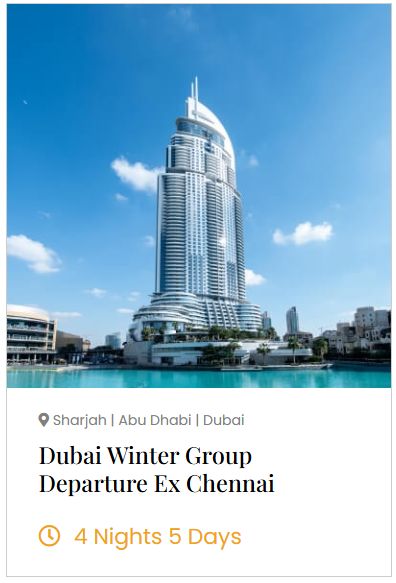 Sharjah | Abu Dhabi | Dubai
Dubai Winter Group
Departure Ex Chennai
4 Nights 5 Days